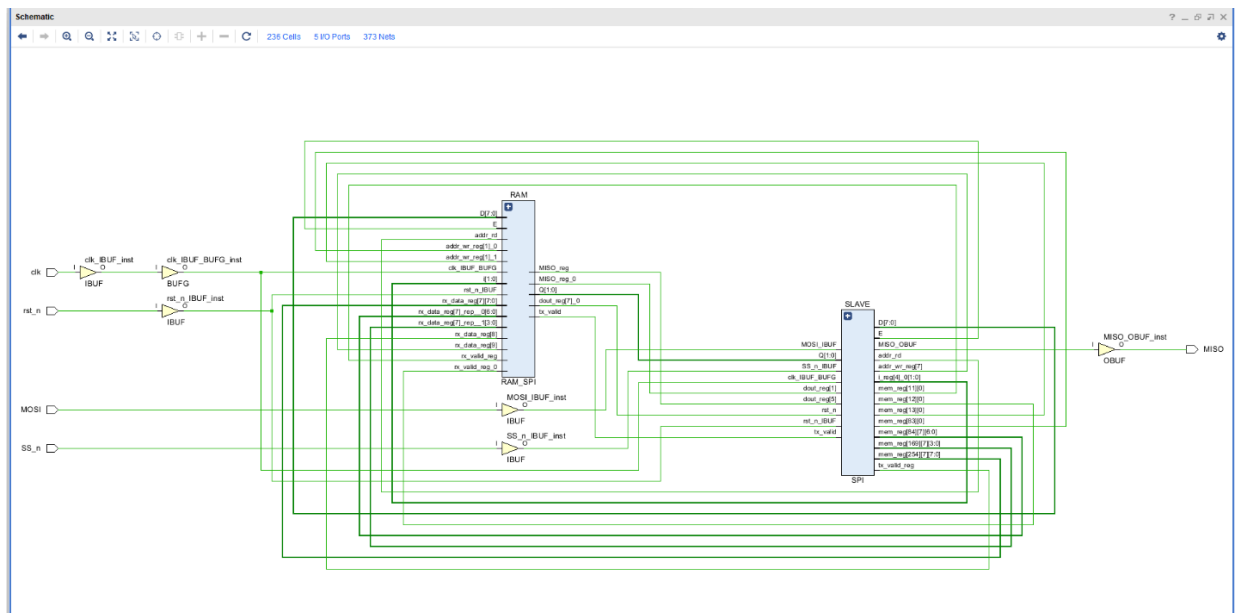 Schematic
238 Cells 5 I/O Ports 373 Nets
RAM
D[7:0]
E
addr_rd
addr_wr_reg[1]_0
addr_wr_reg[1]_1
clk_IBUF_BUFG
i[1:0]
rst_n_IBUF
rx_data_reg[7][7:0]
rx_data_reg[7]_rep__0[6:0]
rx_data_reg[7]_rep__1[3:0]
rx_data_reg[8]
rx_data_reg[9]
rx_valid_reg
rx_valid_reg_0
MISO_reg
MISO_reg_0
Q[1:0]
dout_reg[7]_0
tx_valid
RAM_SPI
clk
clk_IBUF_inst
I O
IBUF
clk_IBUF_BUFG_inst
I O
BUFG
rst_n
rst_n_IBUF_inst
I O
IBUF
MOSI
MOSI_IBUF_inst
I O
IBUF
SS_n
SS_n_IBUF_inst
I O
IBUF
SLAVE
MOSI_IBUF
Q[1:0]
SS_n_IBUF
clk_IBUF_BUFG
dout_reg[1]
dout_reg[5]
rst_n
rst_n_IBUF
tx_valid
D[7:0]
E
MISO_OBUF
addr_rd
addr_wr_reg[7]
i_reg[4]_0[1:0]
mem_reg[11][0]
mem_reg[12][0]
mem_reg[13][0]
mem_reg[83][0]
mem_reg[84][7][6:0]
mem_reg[169][7][3:0]
mem_reg[254][7][7:0]
tx_valid_reg
SPI
MISO_OBUF_inst
I O
OBUF
MISO